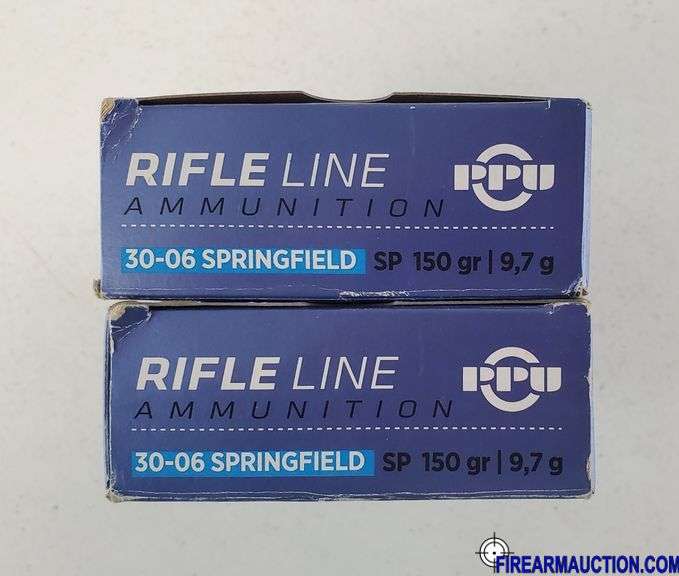 RIFLE LINE
AMMUNITION
PPU
30-06 SPRINGFIELD SP 150 gr | 9,7 g
RIFLE LINE
AMMUNITION
PPU
30-06 SPRINGFIELD SP 150 gr | 9,7 g
FIREARMAUCTION.COM